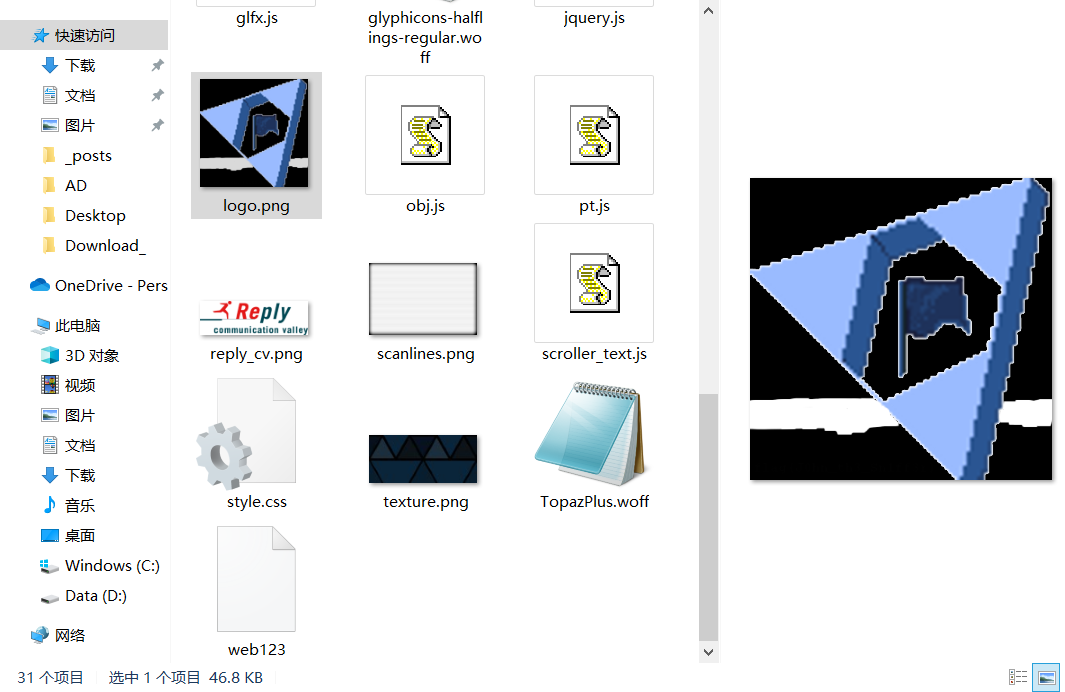 快速访问
下载
文档
图片
_posts
AD
Desktop
Download_
OneDrive - Pers
此电脑
3D 对象
视频
图片
文档
下载
音乐
桌面
Windows (C:)
Data (D:)
网络
glfx.js
glyphicons-halfl
ings-regular.wo
ff
jquery.js
logo.png
obj.js
pt.js
Reply
communication valley
reply_cv.png
scanlines.png
scroller_text.js
style.css
texture.png
TopazPlus.woff
web123
31 个项目
选中 1 个项目 46.8 KB